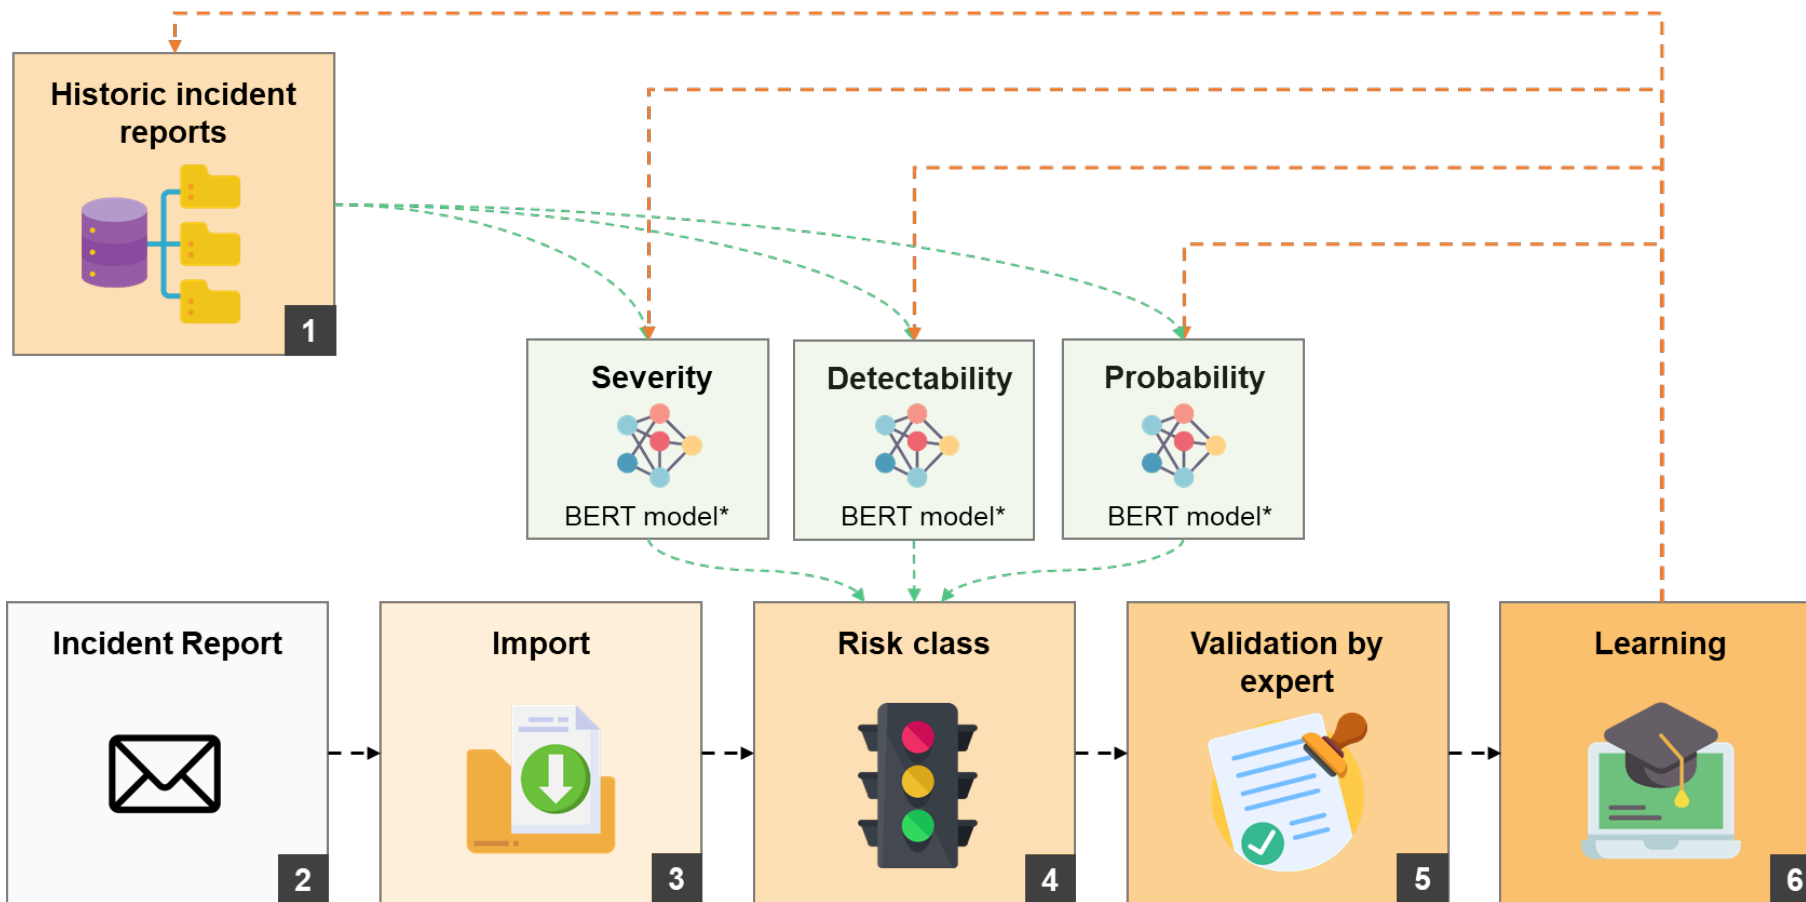 Historic incident
reports
1
Severity
BERT model*
Detectability
BERT model*
Probability
BERT model*
Incident Report
2
Import
3
Risk class
4
Validation by
expert
5
Learning
6